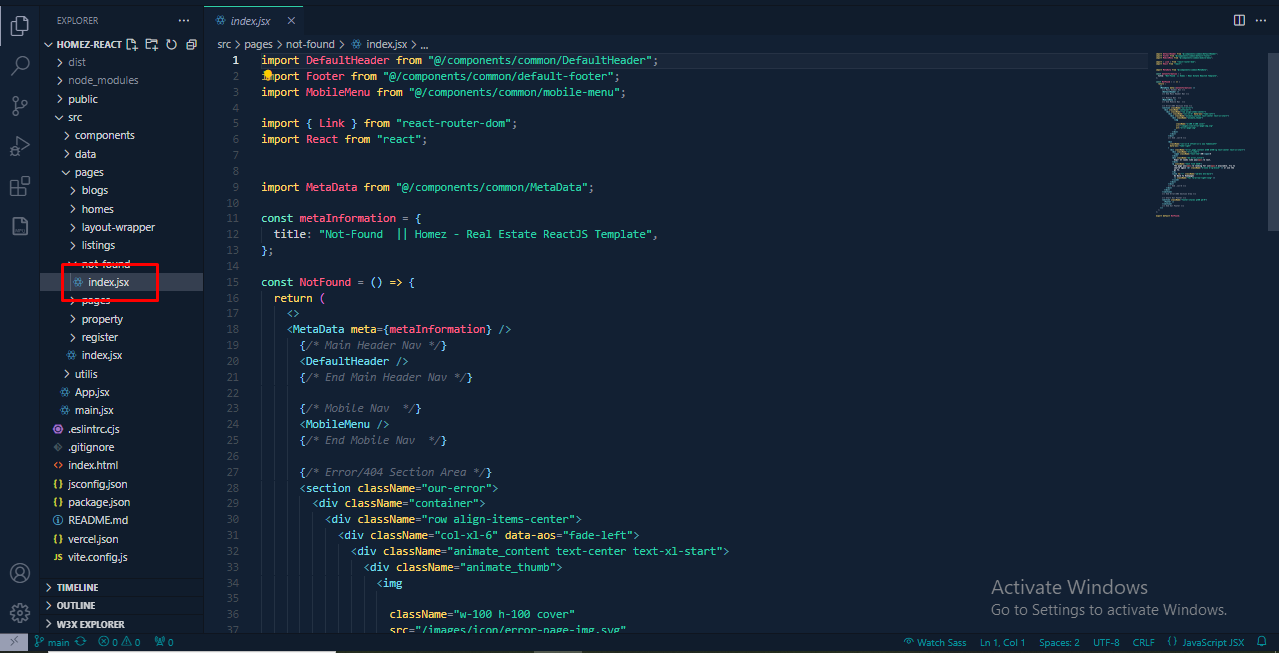 EXPLORER
HOMEZ-REACT
dist
node_modules
public
src
components
data
pages
blogs
homes
layout-wrapper
listings
not-found
index.jsx
pages
property
register
index.jsx
utilis
App.jsx
main.jsx
.eslintrc.cjs
.gitignore
index.html
jsconfig.json
package.json
README.md
vercel.json
JS vite.config.js
TIMELINE
OUTLINE
W3X EXPLORER
index.jsx
src > pages > not-found > index.jsx > ...
1 import DefaultHeader from "@/components/common/DefaultHeader";
2 import Footer from "@/components/common/default-footer";
3 import MobileMenu from "@/components/common/mobile-menu";
4
5 import { Link } from "react-router-dom";
6 import React from "react";
7
8
9 import MetaData from "@/components/common/MetaData";
10
11 const metaInformation = {
12 title: "Not-Found  || Homez - Real Estate ReactJS Template",
13 };
14
15 const NotFound = () => {
16 return (
17 <>
18 <MetaData meta={metaInformation} />
19 {/* Main Header Nav */}
20 <DefaultHeader />
21 {/* End Main Header Nav */}
22
23 {/* Mobile Nav  */}
24 <MobileMenu />
25 {/* End Mobile Nav  */}
26
27 {/* Error/404 Section Area */}
28 <section className="our-error">
29 <div className="container">
30 <div className="row align-items-center">
31 <div className="col-xl-6" data-aos="fade-left">
32 <div className="animate_content text-center text-xl-start">
33 <div className="animate_thumb">
34 <img
35
36 className="w-100 h-100 cover"
37 src="/images/icon/error-page-img.svg"
Activate Windows
Go to Settings to activate Windows.
main 0 0 0 Watch Sass Ln 1, Col 1 Spaces: 2 UTF-8 CRLF {} JavaScript JSX